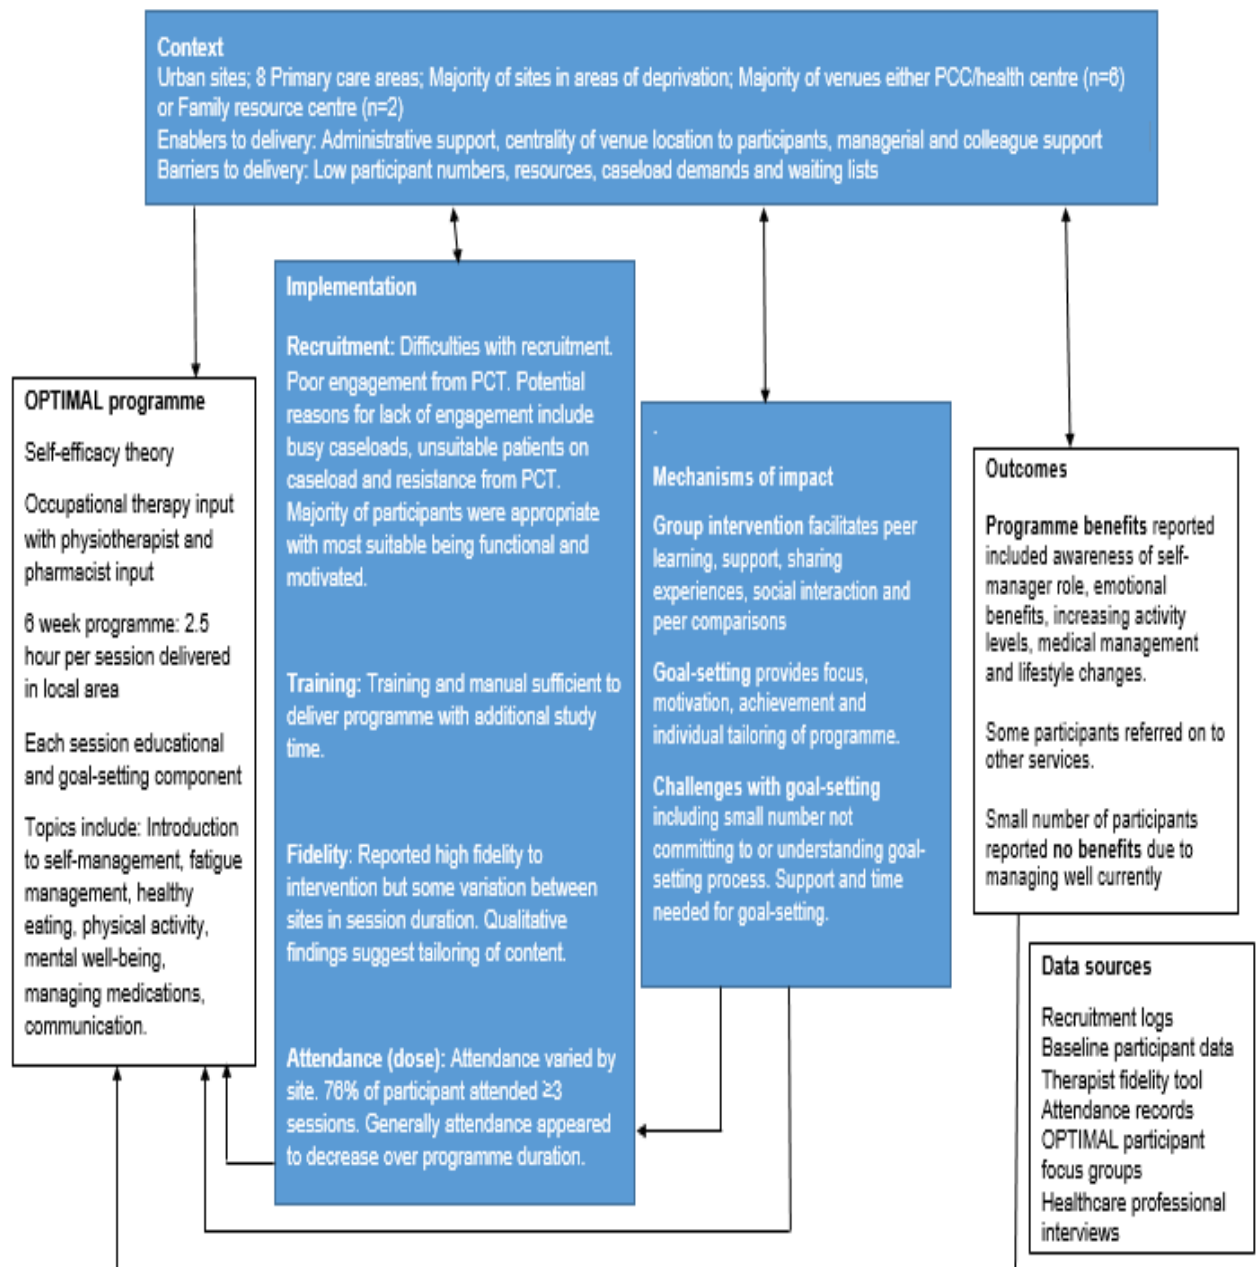 Context
Urban sites; 8 Primary care areas; Majority of sites in areas of deprivation; Majority of venues either PCC/health centre (n=6)
or Family resource centre (n=2)
Enablers to delivery: Administrative support, centrality of venue location to participants, managerial and colleague support
Barriers to delivery: Low participant numbers, resources, caseload demands and waiting lists
OPTIMAL programme
Self-efficacy theory
Occupational therapy input
with physiotherapist and
pharmacist input
6 week programme: 2.5
hour per session delivered
in local area
Each session educational
and goal-setting component
Topics include: Introduction
to self-management, fatigue
management, healthy
eating, physical activity,
mental well-being,
managing medications,
communication.
Implementation
Recruitment: Difficulties with recruitment.
Poor engagement from PCT. Potential
reasons for lack of engagement include
busy caseloads, unsuitable patients on
caseload and resistance from PCT.
Majority of participants were appropriate
with most suitable being functional and
motivated.
Training: Training and manual sufficient to
deliver programme with additional study
time.
Fidelity: Reported high fidelity to
intervention but some variation between
sites in session duration. Qualitative
findings suggest tailoring of content.
Attendance (dose): Attendance varied by
site. 76% of participant attended ≥3
sessions. Generally attendance appeared
to decrease over programme duration.
.
Mechanisms of impact
Group intervention facilitates peer
learning, support, sharing
experiences, social interaction and
peer comparisons
Goal-setting provides focus,
motivation, achievement and
individual tailoring of programme.
Challenges with goal-setting
including small number not
committing to or understanding goal-
setting process. Support and time
needed for goal-setting.
Outcomes
Programme benefits reported
included awareness of self-
manager role, emotional
benefits, increasing activity
levels, medical management
and lifestyle changes.
Some participants referred on to
other services.
Small number of participants
reported no benefits due to
managing well currently
Data sources
Recruitment logs
Baseline participant data
Therapist fidelity tool
Attendance records
OPTIMAL participant
focus groups
Healthcare professional
interviews